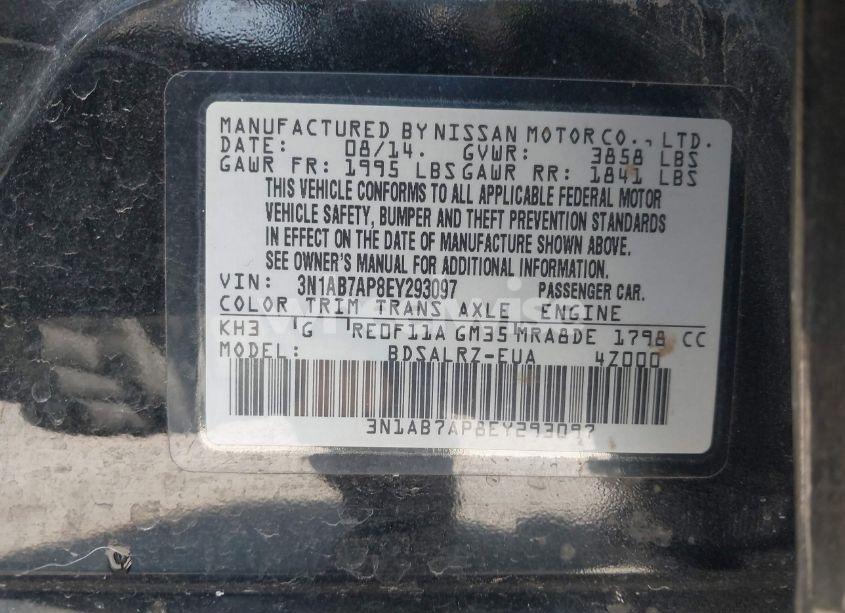 MANUFACTURED BY NISSAN MOTOR CO., LTD.
DATE: 08/14. GVWR: 3858 LBS
GAWR FR: 1995 LBS GAWR RR: 1841 LBS
THIS VEHICLE CONFORMS TO ALL APPLICABLE FEDERAL MOTOR
VEHICLE SAFETY, BUMPER AND THEFT PREVENTION STANDARDS
IN EFFECT ON THE DATE OF MANUFACTURE SHOWN ABOVE.
SEE OWNER'S MANUAL FOR ADDITIONAL INFORMATION.
VIN: 3N1AB7AP8EY293097 PASSENGER CAR.
COLOR TRIM TRANS AXLE ENGINE
KH3 G RE0F11A GM35 MRA8DE 1798 CC
MODEL: BDSALRZ-EUA 4Z000
3N1AB7AP8EY293097